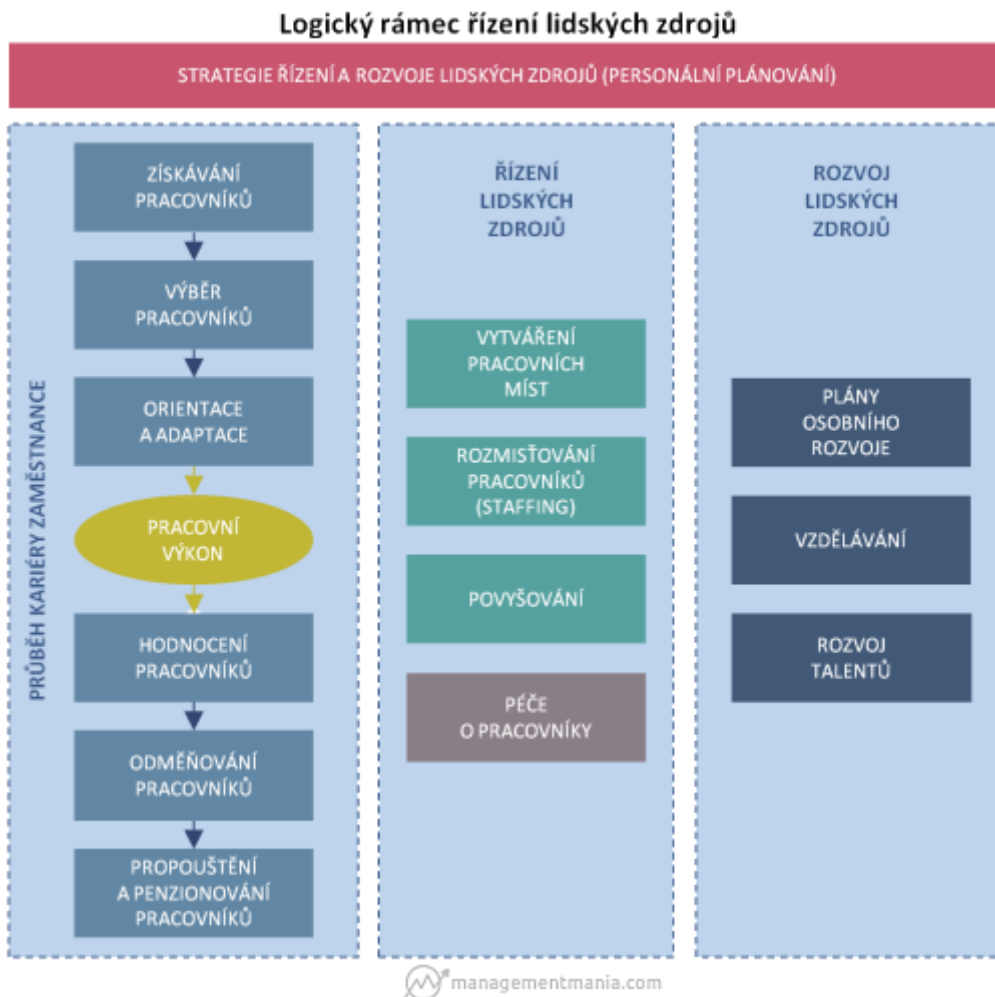 Logický rámec řízení lidských zdrojů
STRATEGIE ŘÍZENÍ A ROZVOJE LIDSKÝCH ZDROJŮ (PERSONÁLNÍ PLÁNOVÁNÍ)
PRŮBĚH KARIÉRY ZAMĚSTNANCE
ZÍSKÁVÁNÍ
PRACOVNÍKŮ
VÝBĚR
PRACOVNÍKŮ
ORIENTACE
A ADAPTACE
PRACOVNÍ
VÝKON
HODNOCENÍ
PRACOVNÍKŮ
ODMĚŇOVÁNÍ
PRACOVNÍKŮ
PROPOUŠTĚNÍ
A PENZIONOVÁNÍ
PRACOVNÍKŮ
ŘÍZENÍ
LIDSKÝCH
ZDROJŮ
VYTVÁŘENÍ
PRACOVNÍCH
MÍST
ROZMISŤOVÁNÍ
PRACOVNÍKŮ
(STAFFING)
POVYŠOVÁNÍ
PÉČE
O PRACOVNÍKY
ROZVOJ
LIDSKÝCH
ZDROJŮ
PLÁNY
OSOBNÍHO
ROZVOJE
VZDĚLÁVÁNÍ
ROZVOJ
TALENTŮ
managementmania.com